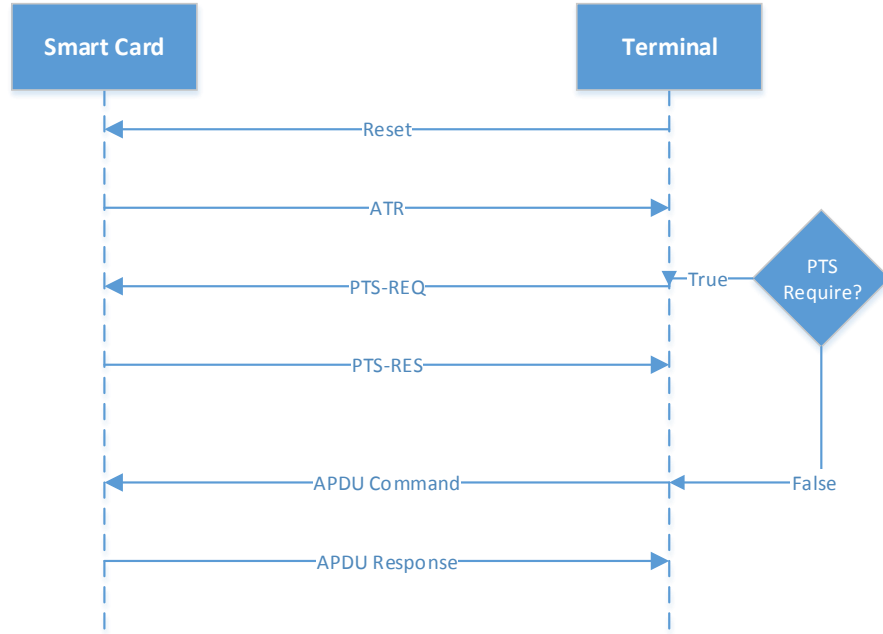 Smart Card
Terminal
Reset
ATR
PTS
Require?
True
PTS-REQ
PTS-RES
APDU Command
False
APDU Response